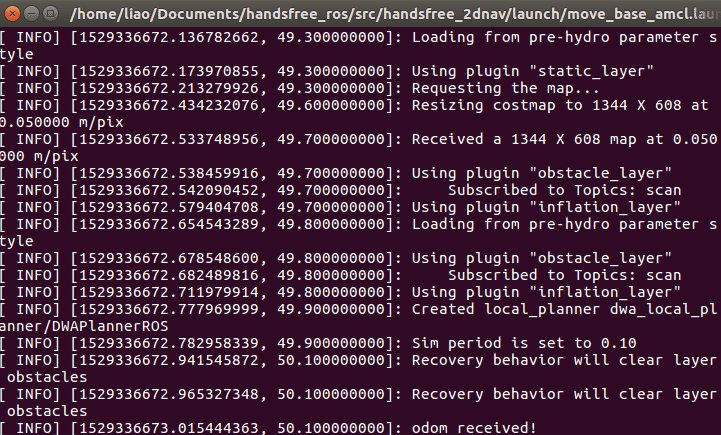 /home/liao/Documents/handsfree_ros/src/handsfree_2dnav/launch/move_base_amcl.lau
[ INFO] [1529336672.136782662, 49.300000000]: Loading from pre-hydro parameter s
tyle
[ INFO] [1529336672.173970855, 49.300000000]: Using plugin "static_layer"
[ INFO] [1529336672.213279926, 49.300000000]: Requesting the map...
[ INFO] [1529336672.434232076, 49.600000000]: Resizing costmap to 1344 X 608 at
0.050000 m/pix
[ INFO] [1529336672.533748956, 49.700000000]: Received a 1344 X 608 map at 0.050
000 m/pix
[ INFO] [1529336672.538459916, 49.700000000]: Using plugin "obstacle_layer"
[ INFO] [1529336672.542090452, 49.700000000]:     Subscribed to Topics: scan
[ INFO] [1529336672.579404708, 49.700000000]: Using plugin "inflation_layer"
[ INFO] [1529336672.654543289, 49.800000000]: Loading from pre-hydro parameter s
tyle
[ INFO] [1529336672.678548600, 49.800000000]: Using plugin "obstacle_layer"
[ INFO] [1529336672.682489816, 49.800000000]:     Subscribed to Topics: scan
[ INFO] [1529336672.711979914, 49.800000000]: Using plugin "inflation_layer"
[ INFO] [1529336672.777969999, 49.900000000]: Created local_planner dwa_local_pl
anner/DWAPlannerROS
[ INFO] [1529336672.782958339, 49.900000000]: Sim period is set to 0.10
[ INFO] [1529336672.941545872, 50.100000000]: Recovery behavior will clear layer
 obstacles
[ INFO] [1529336672.965327348, 50.100000000]: Recovery behavior will clear layer
 obstacles
[ INFO] [1529336673.015444363, 50.100000000]: odom received!